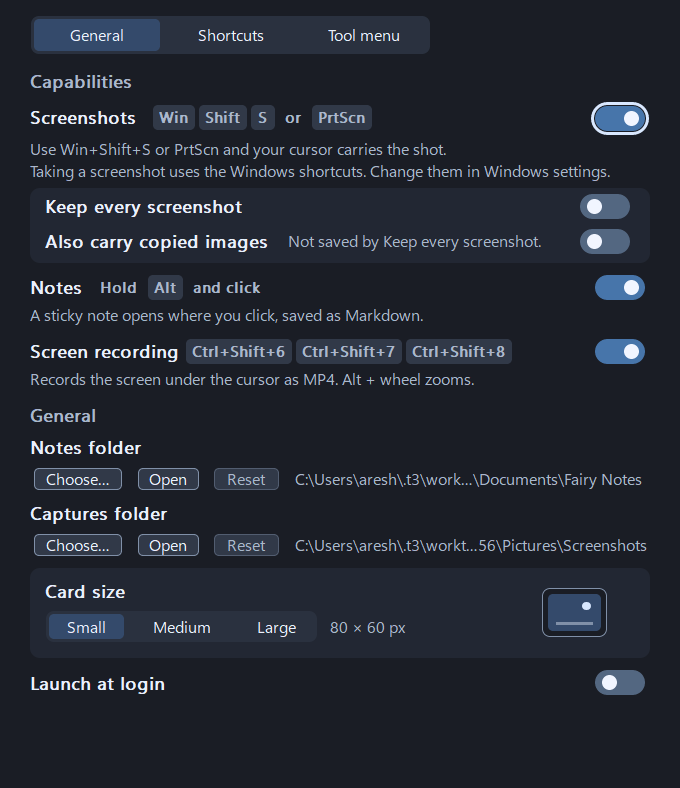 General Shortcuts Tool menu
Capabilities
Screenshots Win Shift S or PrtScn
Use Win+Shift+S or PrtScn and your cursor carries the shot.
Taking a screenshot uses the Windows shortcuts. Change them in Windows settings.
Keep every screenshot
Also carry copied images Not saved by Keep every screenshot.
Notes Hold Alt and click
A sticky note opens where you click, saved as Markdown.
Screen recording Ctrl+Shift+6 Ctrl+Shift+7 Ctrl+Shift+8
Records the screen under the cursor as MP4. Alt + wheel zooms.
General
Notes folder
Choose... Open Reset C:\Users\aresh\.t3\work...\Documents\Fairy Notes
Captures folder
Choose... Open Reset C:\Users\aresh\.t3\workt...56\Pictures\Screenshots
Card size
Small Medium Large 80 × 60 px
Launch at login